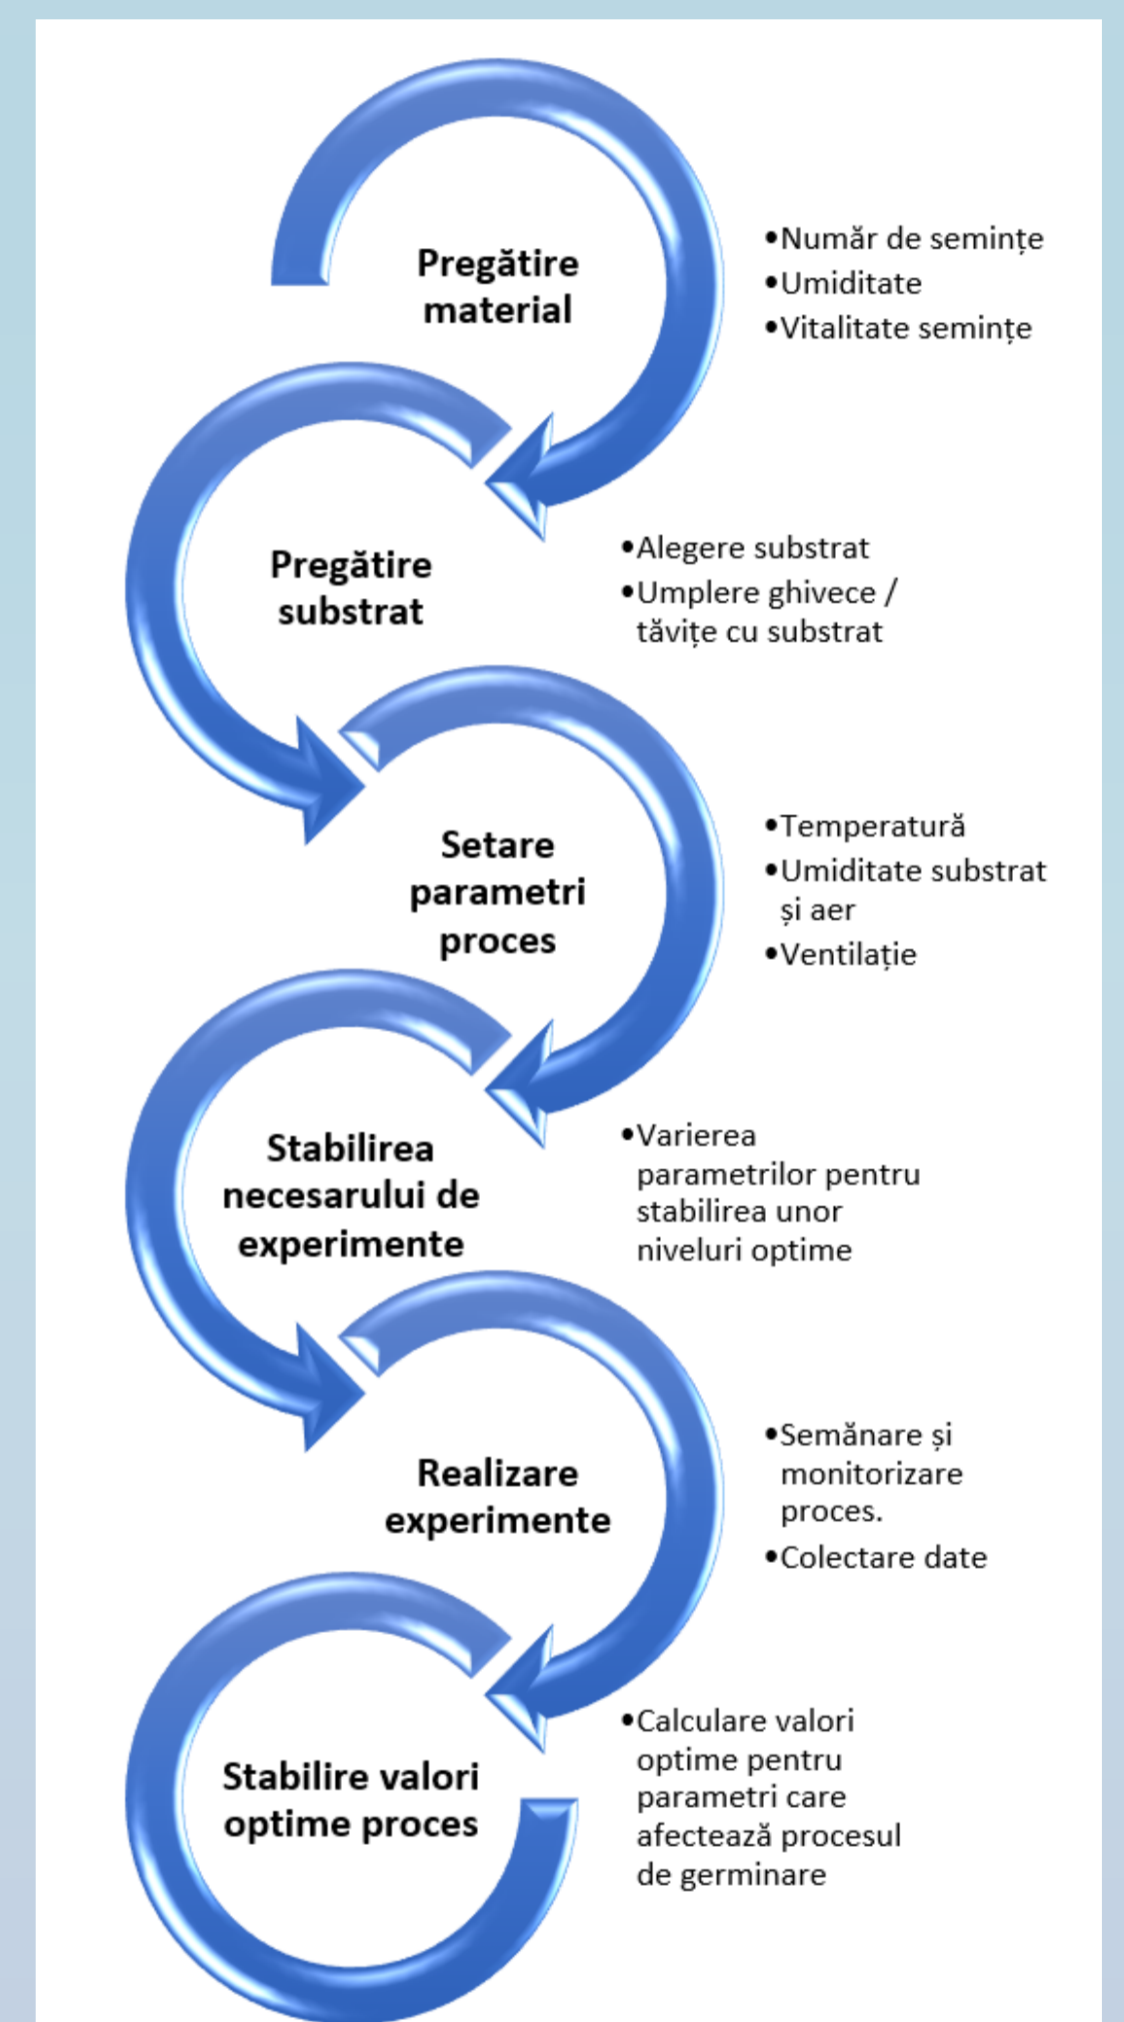 Pregătire
material
•Număr de semințe
•Umiditate
•Vitalitate semințe
Pregătire
substrat
•Alegere substrat
•Umplere ghivece /
tăvițe cu substrat
Setare
parametri
proces
•Temperatură
•Umiditate substrat
și aer
•Ventilație
Stabilirea
necesarului de
experimente
•Varierea
parametrilor pentru
stabilirea unor
niveluri optime
Realizare
experimente
•Semănare și
monitorizare
proces.
•Colectare date
Stabilire valori
optime proces
•Calculare valori
optime pentru
parametri care
afectează procesul
de germinare